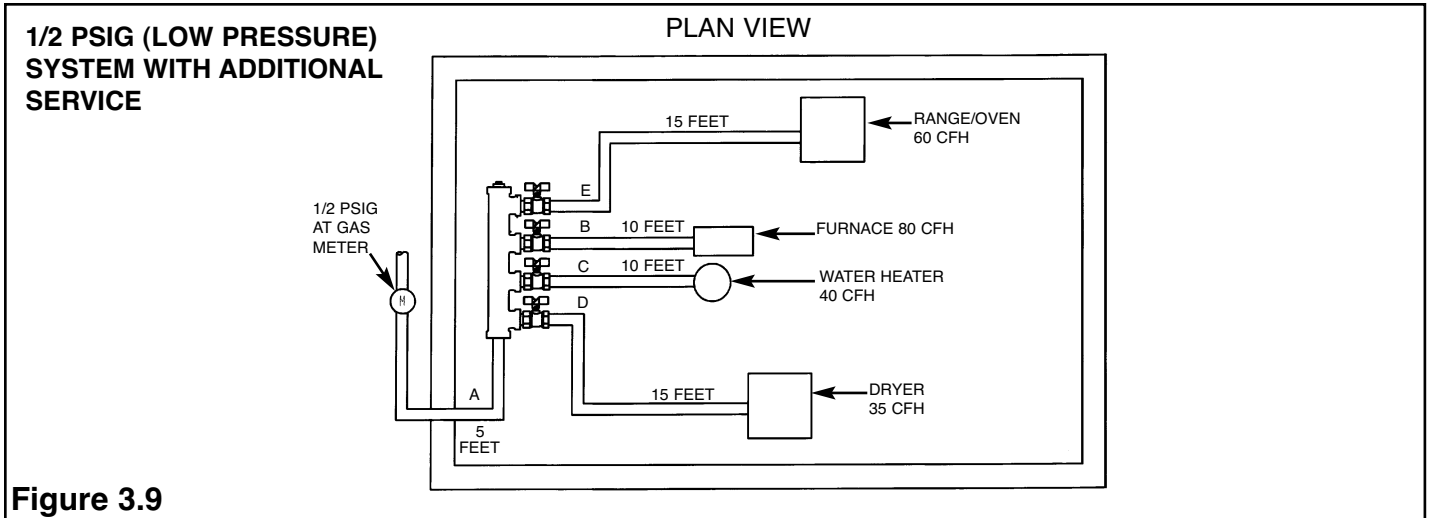 1/2 PSIG (LOW PRESSURE)
SYSTEM WITH ADDITIONAL
SERVICE
PLAN VIEW
15 FEET
RANGE/OVEN
60 CFH
E
1/2 PSIG
AT GAS
METER
B
10 FEET
FURNACE 80 CFH
C
10 FEET
WATER HEATER
40 CFH
M
D
A
15 FEET
DRYER
35 CFH
5
FEET
Figure 3.9